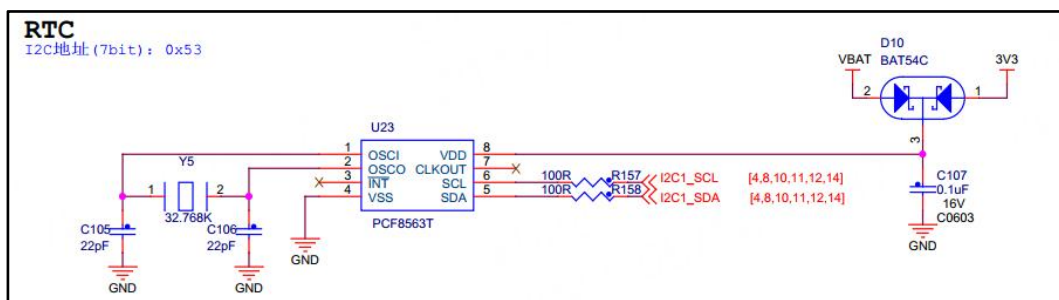 RTC
I2C地址(7bit): 0x53
D10
BAT54C
VBAT
3V3
2
1
3
U23
1 OSCI VDD 8
2 OSCO CLKOUT 7
3 INT SCL 6
4 VSS SDA 5
PCF8563T
Y5
1 2
32.768K
C105
22pF
C106
22pF
GND
GND
GND
100R R157 I2C1_SCL [4,8,10,11,12,14]
100R R158 I2C1_SDA [4,8,10,11,12,14]
C107
0.1uF
16V
C0603
GND